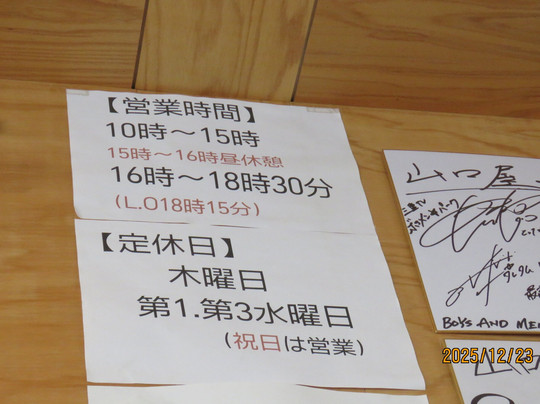 【営業時間】
10時～15時
15時～16時昼休憩
16時～18時30分
(L.O18時15分)
【定休日】
木曜日
第1.第3水曜日
(祝日は営業)
山口屋
BOYS AND MEN
2025/12/23